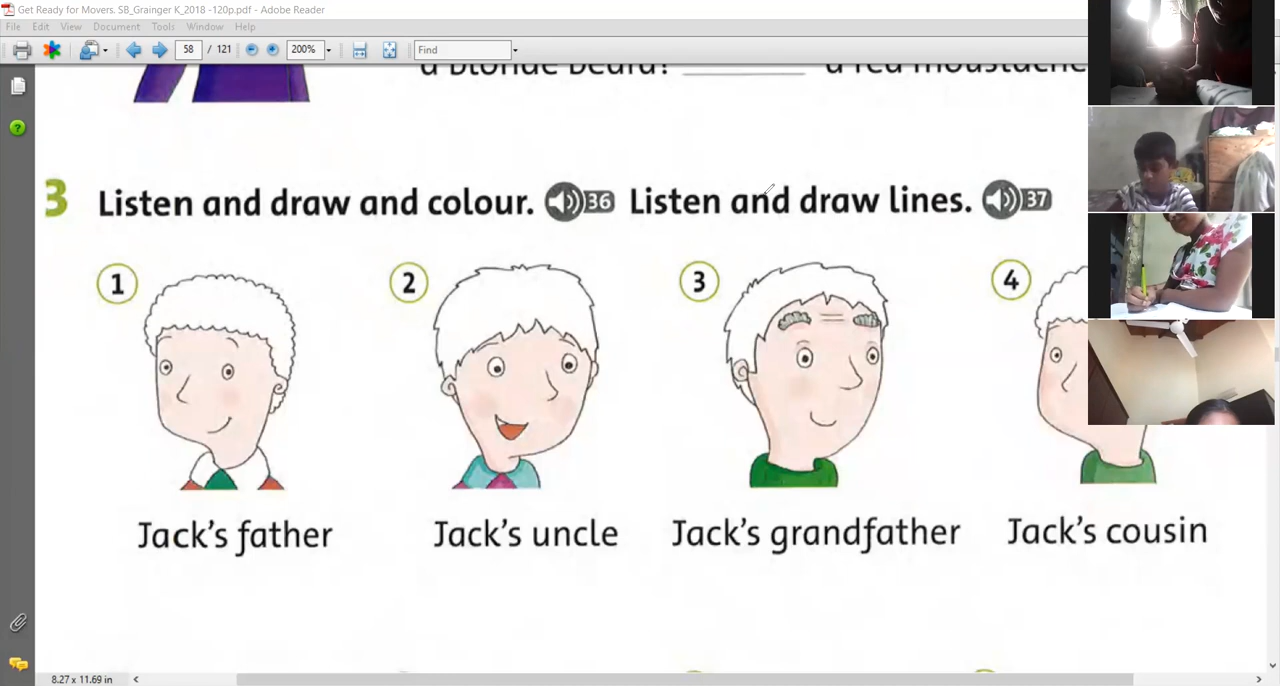 Get Ready for Movers. SB_Grainger K_2018 -120p.pdf - Adobe Reader
File Edit View Document Tools Window Help
58 / 121 200% Find
a blonde beard? ________ a red moustache
3 Listen and draw and colour. 36 Listen and draw lines. 37
1 2 3 4
Jack's father Jack's uncle Jack's grandfather Jack's cousin
8.27 x 11.69 in